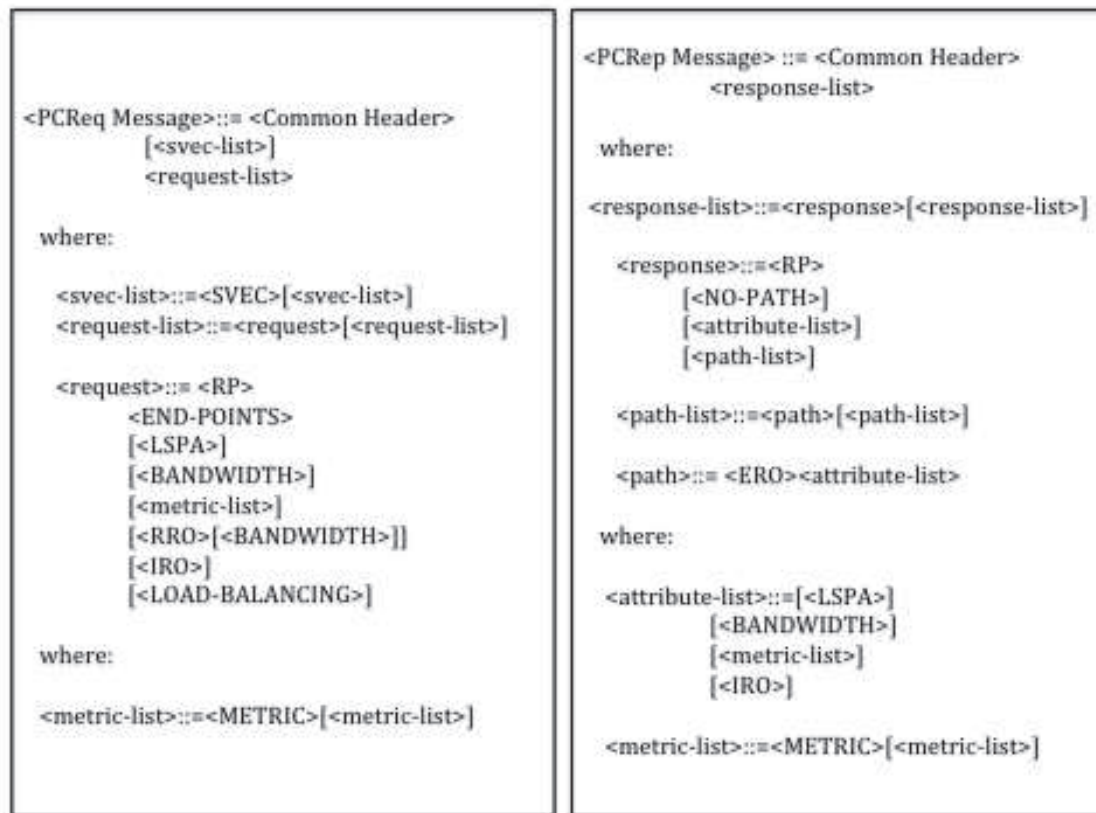 <PCReq Message>::= <Common Header>
[<svec-list>]
<request-list>
where:
<svec-list>::=<SVEC>[<svec-list>]
<request-list>::=<request>[<request-list>]
<request>::= <RP>
<END-POINTS>
[<LSPA>]
[<BANDWIDTH>]
[<metric-list>]
[<RRO>[<BANDWIDTH>]]
[<IRO>]
[<LOAD-BALANCING>]
where:
<metric-list>::=<METRIC>[<metric-list>]
<PCRep Message> ::= <Common Header>
<response-list>
where:
<response-list>::=<response>[<response-list>]
<response>::=<RP>
[<NO-PATH>]
[<attribute-list>]
[<path-list>]
<path-list>::=<path>[<path-list>]
<path>::= <ERO><attribute-list>
where:
<attribute-list>::=[<LSPA>]
[<BANDWIDTH>]
[<metric-list>]
[<IRO>]
<metric-list>::=<METRIC>[<metric-list>]